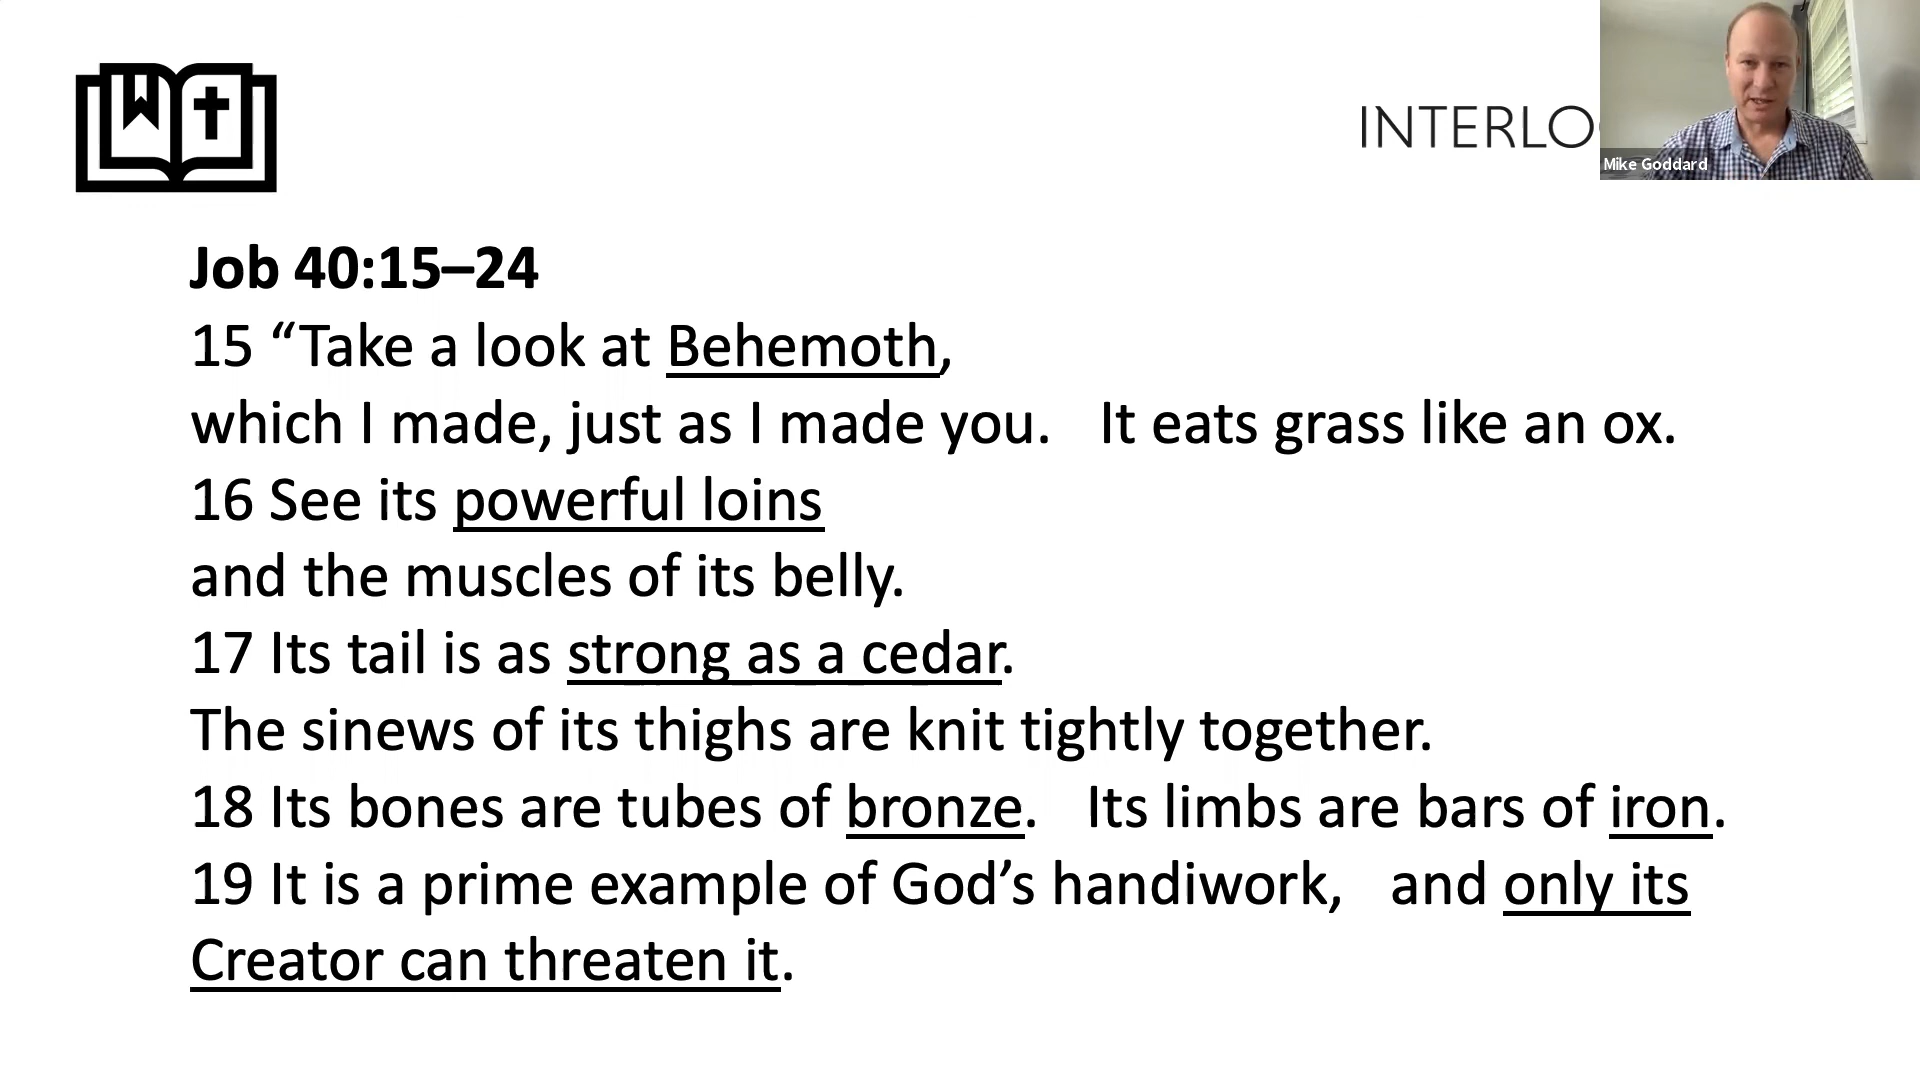 INTERLO
Mike Goddard
Job 40:15–24
15 “Take a look at Behemoth,
which I made, just as I made you.   It eats grass like an ox.
16 See its powerful loins
and the muscles of its belly.
17 Its tail is as strong as a cedar.
The sinews of its thighs are knit tightly together.
18 Its bones are tubes of bronze.   Its limbs are bars of iron.
19 It is a prime example of God’s handiwork,   and only its
Creator can threaten it.